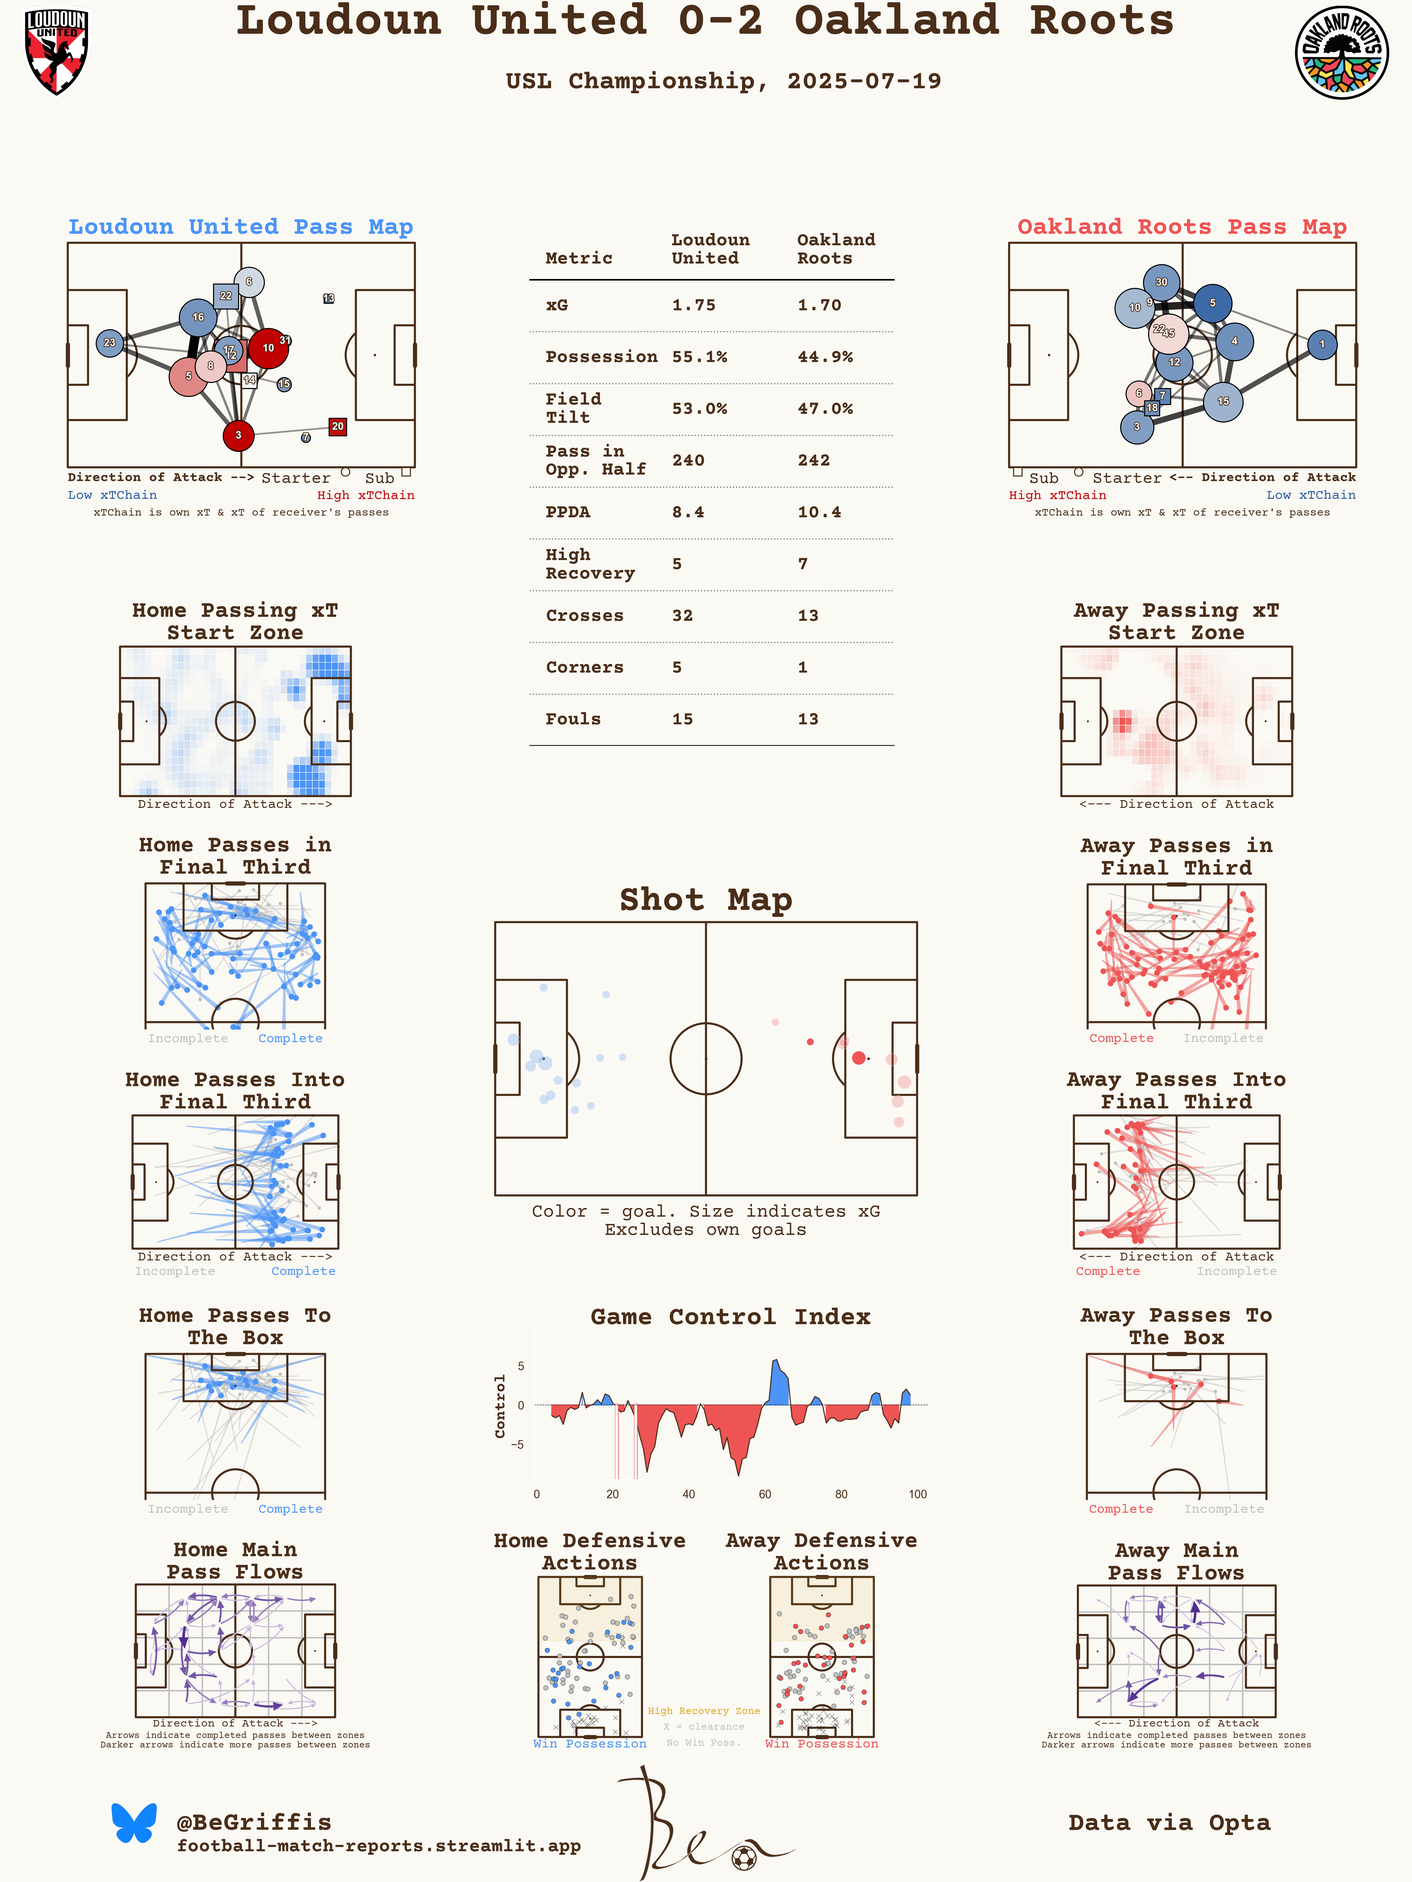 Loudoun United 0-2 Oakland Roots
USL Championship, 2025-07-19
LOUDOUN
UNITED
OAKLAND ROOTS
Loudoun United Pass Map
6
22
13
16
23
17
12
10
31
8
5
14
15
3
7
20
Direction of Attack --> Starter Sub
Low xTChain High xTChain
xTChain is own xT & xT of receiver's passes
Metric Loudoun United Oakland Roots
xG 1.75 1.70
Possession 55.1% 44.9%
Field Tilt 53.0% 47.0%
Pass in Opp. Half 240 242
PPDA 8.4 10.4
High Recovery 5 7
Crosses 32 13
Corners 5 1
Fouls 15 13
Oakland Roots Pass Map
30
9
10
5
22
45
4
1
12
6
7
18
15
3
Sub Starter <-- Direction of Attack
High xTChain Low xTChain
xTChain is own xT & xT of receiver's passes
Home Passing xT
Start Zone
Direction of Attack --->
Away Passing xT
Start Zone
<--- Direction of Attack
Home Passes in
Final Third
Incomplete Complete
Away Passes in
Final Third
Complete Incomplete
Shot Map
Color = goal. Size indicates xG
Excludes own goals
Home Passes Into
Final Third
Direction of Attack --->
Incomplete Complete
Away Passes Into
Final Third
<--- Direction of Attack
Complete Incomplete
Home Passes To
The Box
Incomplete Complete
Game Control Index
Control
5
0
−5
0 20 40 60 80 100
Away Passes To
The Box
Complete Incomplete
Home Main
Pass Flows
Direction of Attack --->
Arrows indicate completed passes between zones
Darker arrows indicate more passes between zones
Home Defensive
Actions
Win Possession
High Recovery Zone
X = clearance
No Win Poss.
Away Defensive
Actions
Win Possession
Away Main
Pass Flows
<--- Direction of Attack
Arrows indicate completed passes between zones
Darker arrows indicate more passes between zones
@BeGriffis
football-match-reports.streamlit.app
Ben
Data via Opta